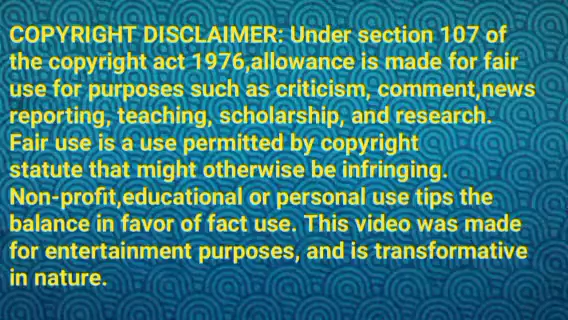 COPYRIGHT DISCLAIMER: Under section 107 of
the copyright act 1976,allowance is made for fair
use for purposes such as criticism, comment,news
reporting, teaching, scholarship, and research.
Fair use is a use permitted by copyright
statute that might otherwise be infringing.
Non-profit,educational or personal use tips the
balance in favor of fact use. This video was made
for entertainment purposes, and is transformative
in nature.